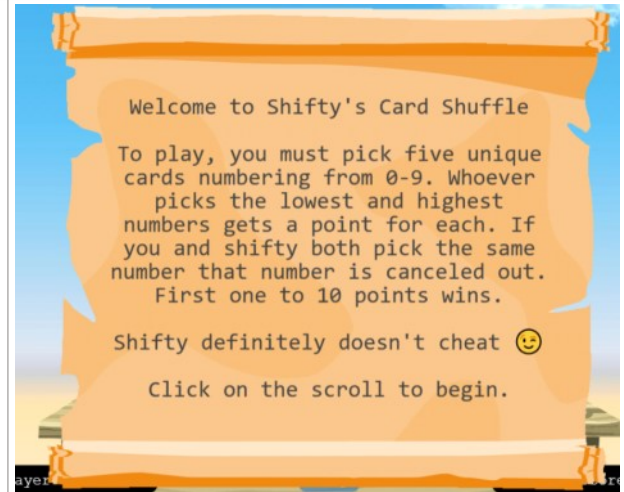 Welcome to Shifty's Card Shuffle
To play, you must pick five unique
cards numbering from 0-9. Whoever
picks the lowest and highest
numbers gets a point for each. If
you and shifty both pick the same
number that number is canceled out.
First one to 10 points wins.
Shifty definitely doesn't cheat 😉
Click on the scroll to begin.